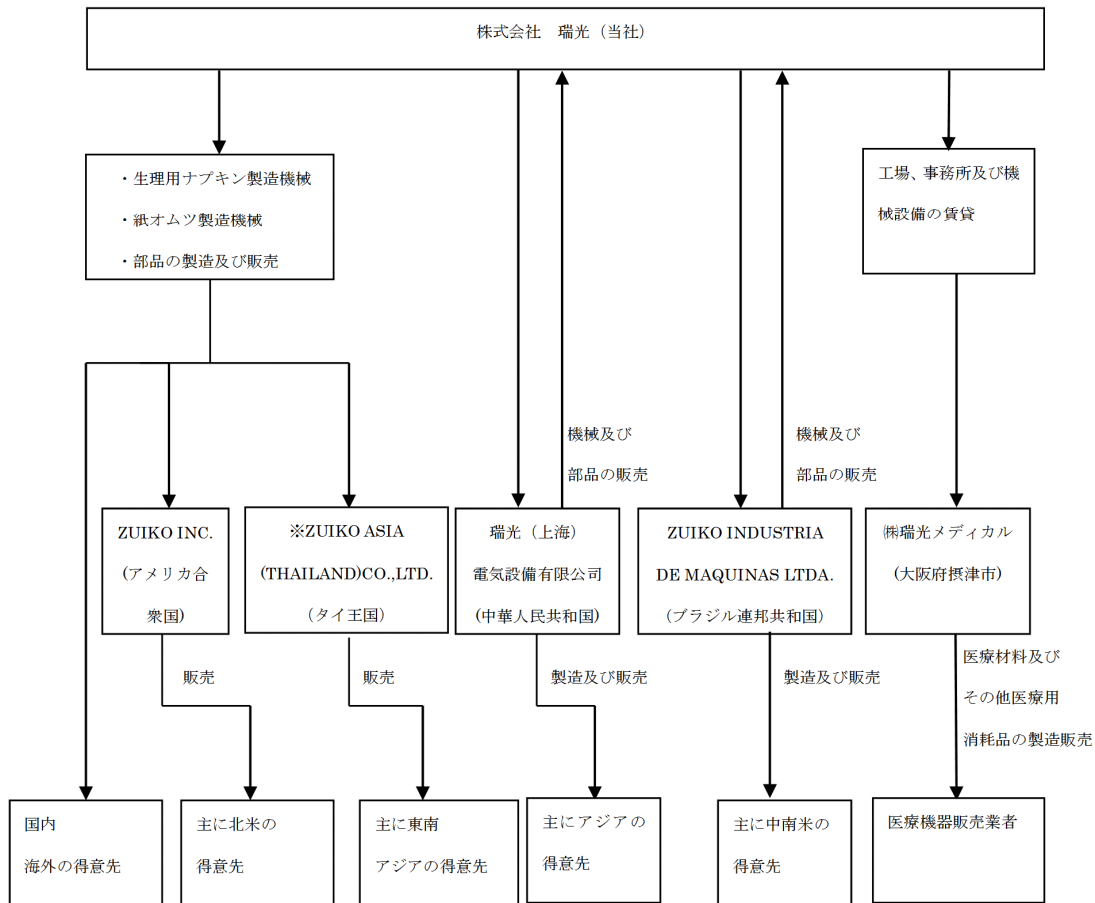 株式会社　瑞光（当社）
・生理用ナプキン製造機械
・紙オムツ製造機械
・部品の製造及び販売
工場、事務所及び機
械設備の賃貸
機械及び
部品の販売
機械及び
部品の販売
ZUIKO INC.
(アメリカ合
衆国)
※ZUIKO ASIA
(THAILAND)CO.,LTD.
（タイ王国）
瑞光（上海）
電気設備有限公司
(中華人民共和国)
ZUIKO INDUSTRIA
DE MAQUINAS LTDA.
（ブラジル連邦共和国）
㈱瑞光メディカル
(大阪府摂津市)
販売
販売
製造及び販売
製造及び販売
医療材料及び
その他医療用
消耗品の製造販売
国内
海外の得意先
主に北米の
得意先
主に東南
アジアの得意先
主にアジアの
得意先
主に中南米の
得意先
医療機器販売業者